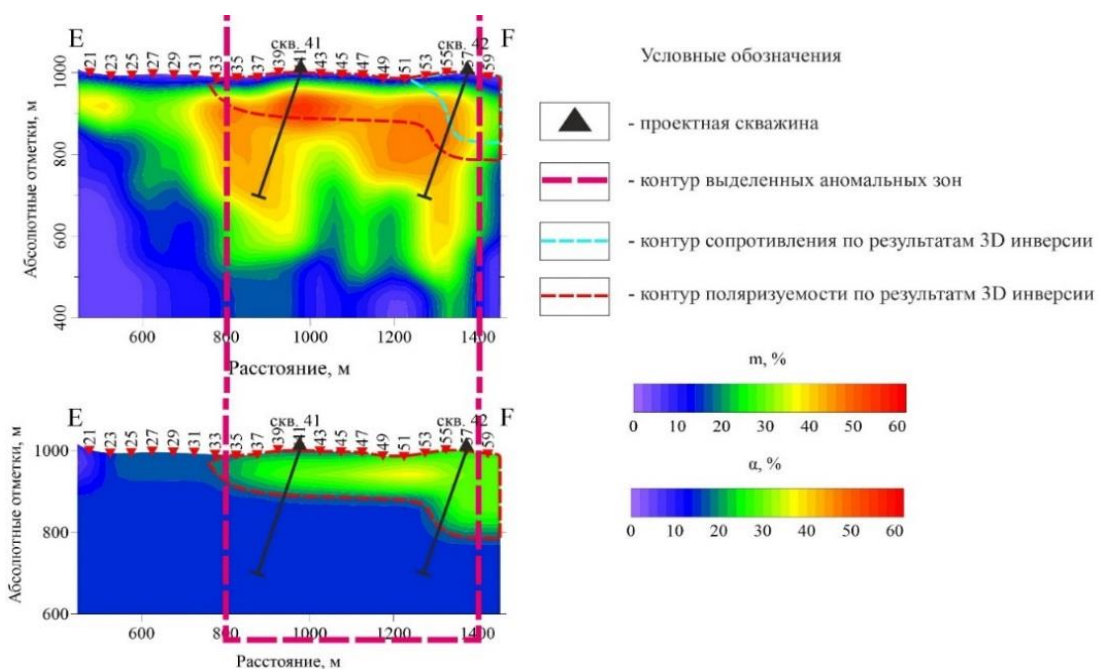 E
F
скв. 41
скв. 42
21 23 25 27 29 31 33 35 37 39 41 43 45 47 49 51 53 55 57 59
1000
800
600
400
Абсолютные отметки, м
600 800 1000 1200 1400
Расстояние, м
E
F
скв. 41
скв. 42
21 23 25 27 29 31 33 35 37 39 41 43 45 47 49 51 53 55 57 59
1000
800
600
Абсолютные отметки, м
600 800 1000 1200 1400
Расстояние, м
Условные обозначения
- проектная скважина
- контур выделенных аномальных зон
- контур сопротивления по результатам 3D инверсии
- контур поляризуемости по результатм 3D инверсии
0 10 20 30 40 50 60
m, %
α, %
0 10 20 30 40 50 60